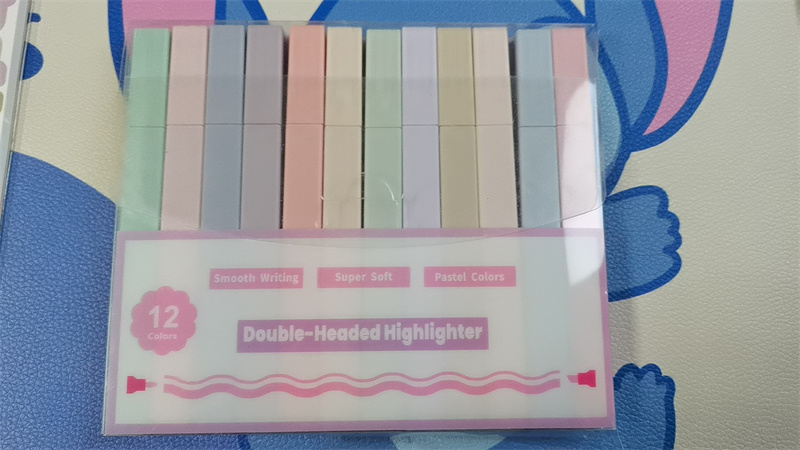 Smooth Writing
Super Soft
Pastel Colors
12
Colors
Double-Headed Highlighter